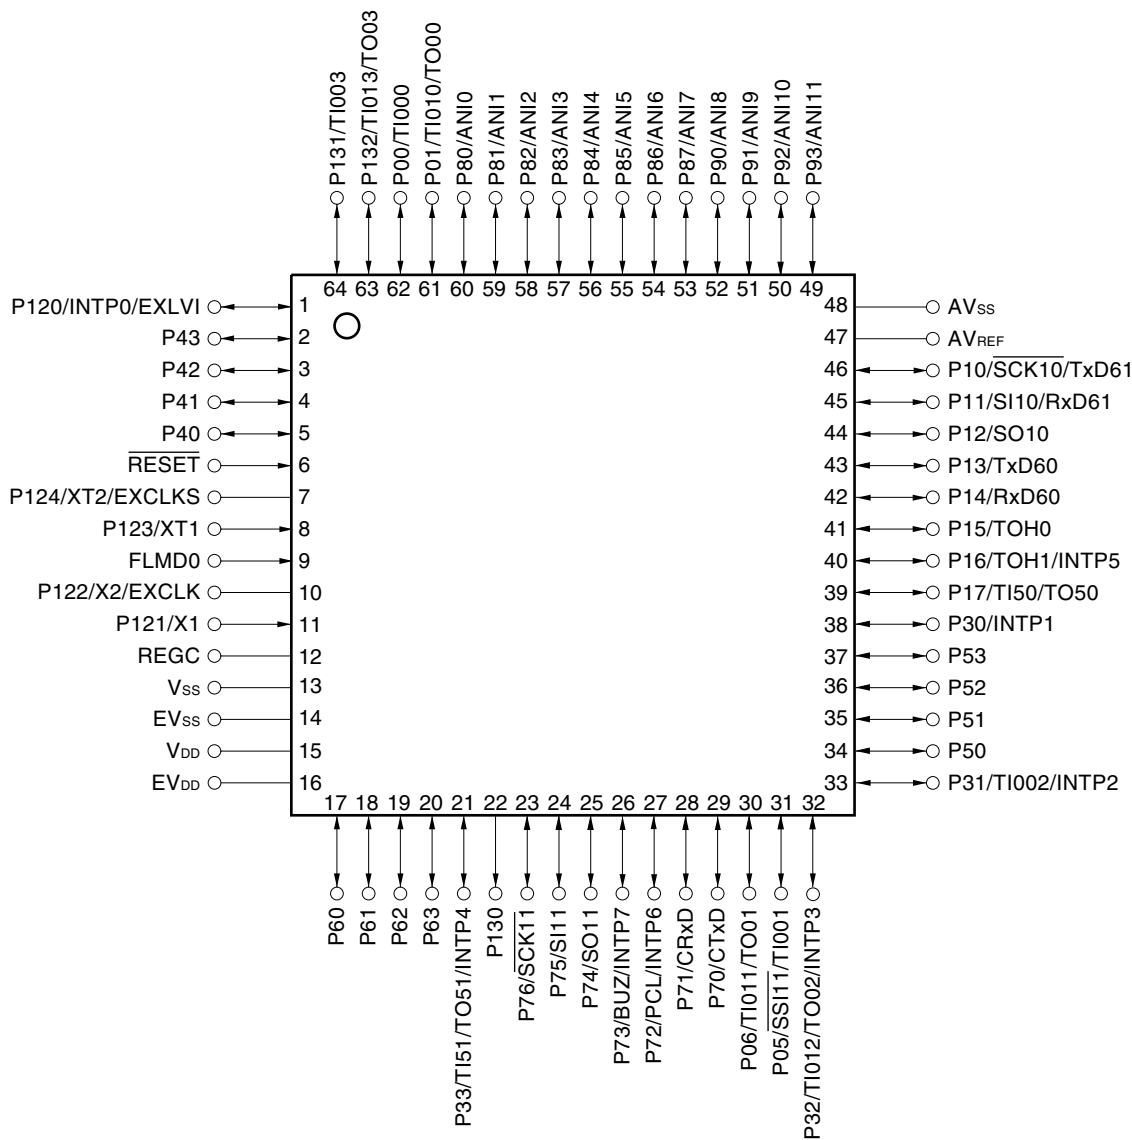 P131/TI003
P132/TI013/TO03
P00/TI000
P01/TI010/TO00
P80/ANI0
P81/ANI1
P82/ANI2
P83/ANI3
P84/ANI4
P85/ANI5
P86/ANI6
P87/ANI7
P90/ANI8
P91/ANI9
P92/ANI10
P93/ANI11
64 63 62 61 60 59 58 57 56 55 54 53 52 51 50 49
P120/INTP0/EXLVI 1
P43 2
P42 3
P41 4
P40 5
RESET 6
P124/XT2/EXCLKS 7
P123/XT1 8
FLMD0 9
P122/X2/EXCLK 10
P121/X1 11
REGC 12
VSS 13
EVSS 14
VDD 15
EVDD 16
48 AVSS
47 AVREF
46 P10/SCK10/TxD61
45 P11/SI10/RxD61
44 P12/SO10
43 P13/TxD60
42 P14/RxD60
41 P15/TOH0
40 P16/TOH1/INTP5
39 P17/TI50/TO50
38 P30/INTP1
37 P53
36 P52
35 P51
34 P50
33 P31/TI002/INTP2
17 18 19 20 21 22 23 24 25 26 27 28 29 30 31 32
P60
P61
P62
P63
P33/TI51/TO51/INTP4
P130
P76/SCK11
P75/SI11
P74/SO11
P73/BUZ/INTP7
P72/PCL/INTP6
P71/CRxD
P70/CTxD
P06/TI011/TO01
P05/SSI11/TI001
P32/TI012/TO02/INTP3